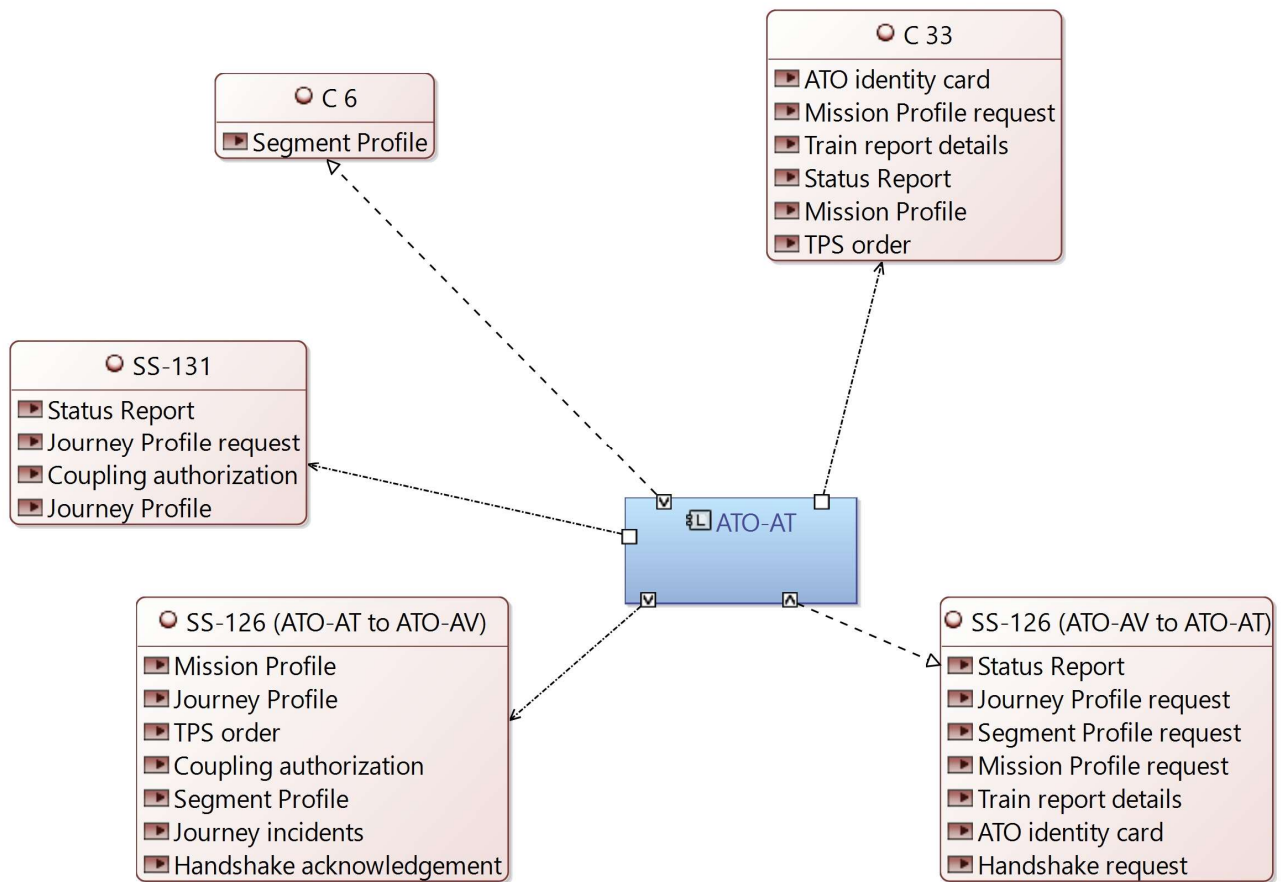 C 33
ATO identity card
Mission Profile request
Train report details
Status Report
Mission Profile
TPS order
C 6
Segment Profile
SS-131
Status Report
Journey Profile request
Coupling authorization
Journey Profile
ATO-AT
SS-126 (ATO-AT to ATO-AV)
Mission Profile
Journey Profile
TPS order
Coupling authorization
Segment Profile
Journey incidents
Handshake acknowledgement
SS-126 (ATO-AV to ATO-AT)
Status Report
Journey Profile request
Segment Profile request
Mission Profile request
Train report details
ATO identity card
Handshake request